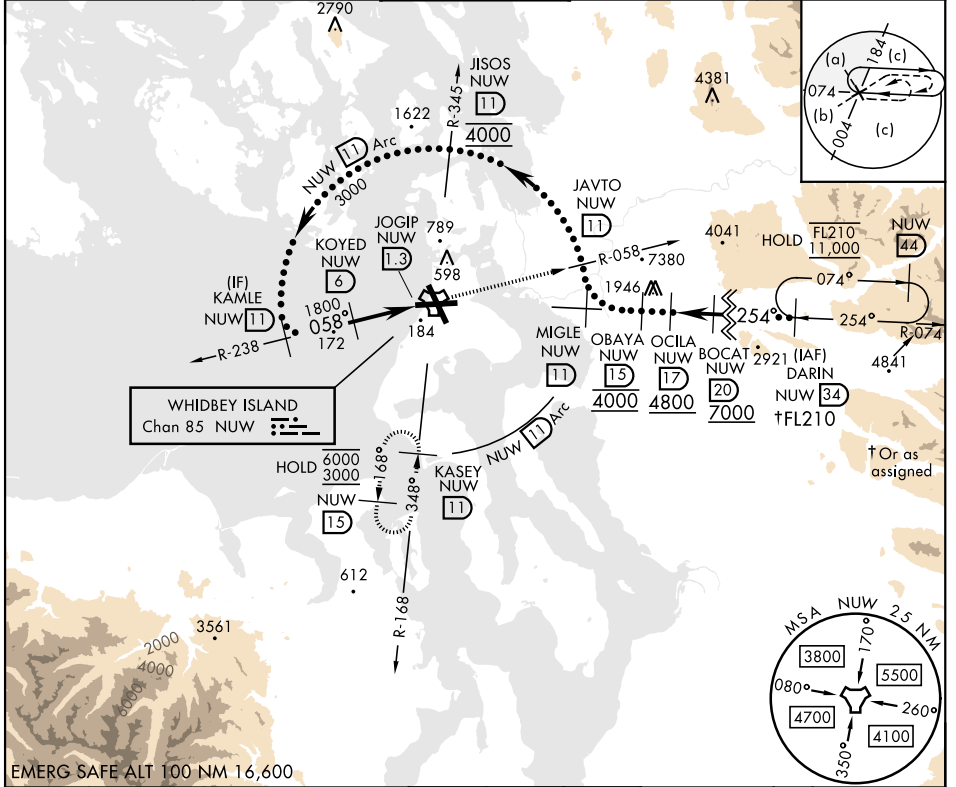 2790
JISOS
NUW
11
4000
R-345
1622
4381
184
(a)
(c)
074
(b)
004
(c)
NUW 11 Arc
3000
JOGIP
NUW
1.3
789
598
KOYED
NUW
6
(IF)
KAMLE
NUW 11
1800
058°
172
184
R-238
JAVTO
NUW
11
R-058
7380
1946
4041
HOLD FL210
11,000
NUW
44
074°
254°
254°
R-074
4841
MIGLE
NUW
11
OBAYA
NUW
15
4000
OCILA
NUW
17
4800
BOCAT
NUW
20
7000
2921
(IAF)
DARIN
NUW 34
†FL210
† Or as
assigned
WHIDBEY ISLAND
Chan 85 NUW
HOLD 6000
3000
NUW
15
168°
348°
KASEY
NUW
11
NUW 11 Arc
612
R-168
3561
2000
4000
6000
MSA NUW 25 NM
3800
170°
5500
080°
260°
4700
4100
350°
EMERG SAFE ALT 100 NM 16,600